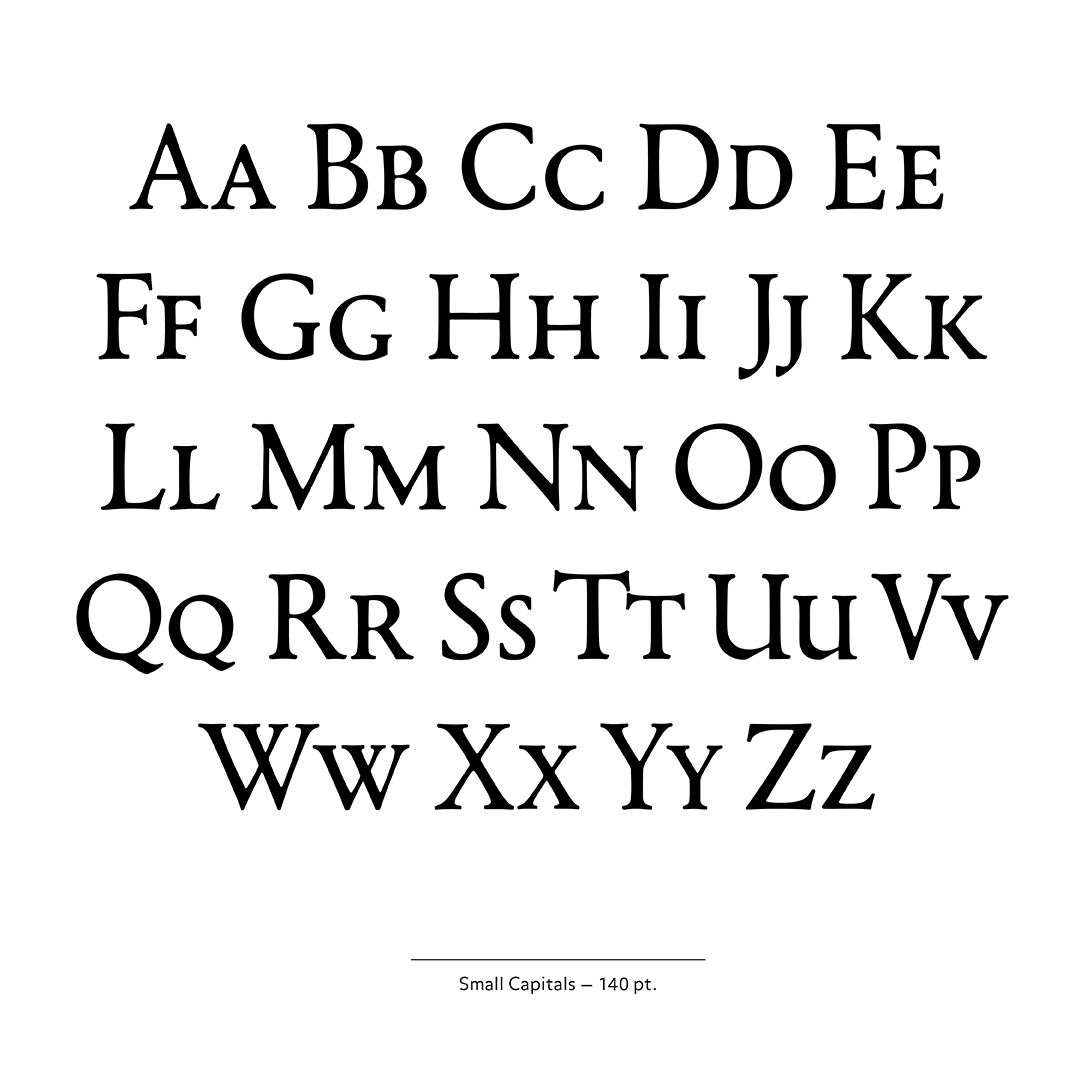 Aa Bb Cc Dd Ee
Ff Gg Hh Ii Jj Kk
Ll Mm Nn Oo Pp
Qq Rr Ss Tt Uu Vv
Ww Xx Yy Zz
Small Capitals – 140 pt.